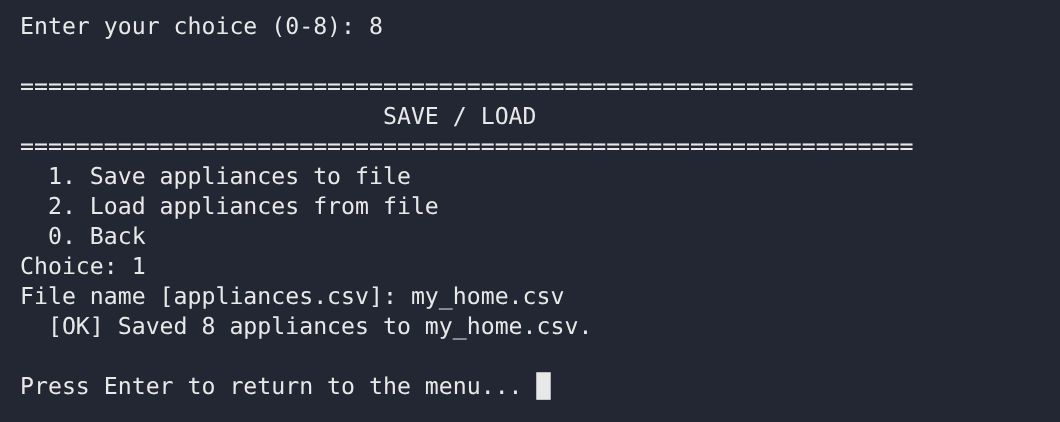 Enter your choice (0-8): 8
================================================================
SAVE / LOAD
================================================================
1. Save appliances to file
2. Load appliances from file
0. Back
Choice: 1
File name [appliances.csv]: my_home.csv
[OK] Saved 8 appliances to my_home.csv.
Press Enter to return to the menu...